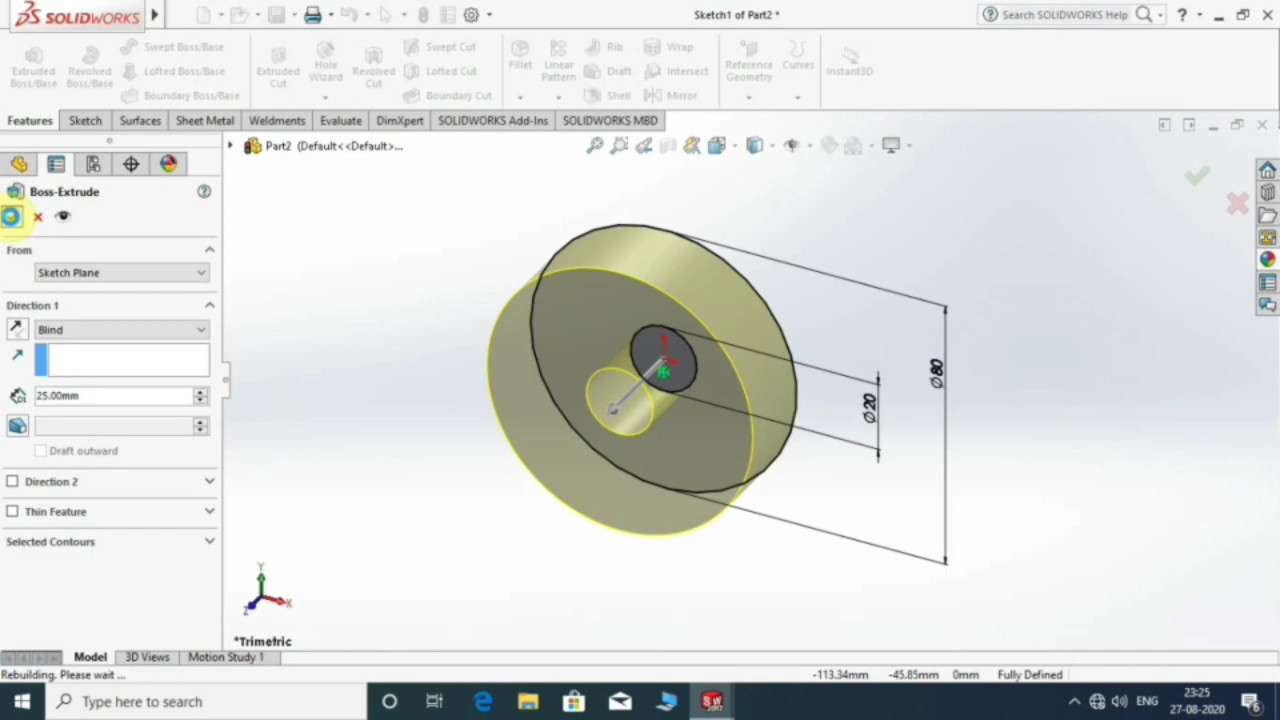 SOLIDWORKS
Sketch1 of Part2 *
Search SOLIDWORKS Help
?
Extruded Boss/Base
Revolved Boss/Base
Swept Boss/Base
Lofted Boss/Base
Boundary Boss/Base
Extruded Cut
Hole Wizard
Revolved Cut
Swept Cut
Lofted Cut
Boundary Cut
Fillet
Linear Pattern
Rib
Draft
Shell
Wrap
Intersect
Mirror
Reference Geometry
Curves
Instant3D
Features
Sketch
Surfaces
Sheet Metal
Weldments
Evaluate
DimXpert
SOLIDWORKS Add-Ins
SOLIDWORKS MBD
Part2 (Default<<Default>...
Boss-Extrude
From
Sketch Plane
Direction 1
Blind
25.00mm
Draft outward
Direction 2
Thin Feature
Selected Contours
∅20
∅80
Y
X
Z
*Trimetric
Model
3D Views
Motion Study 1
Rebuilding. Please wait ...
-113.34mm
-45.85mm
0mm
Fully Defined
Type here to search
ENG
23:25
27-08-2020
6